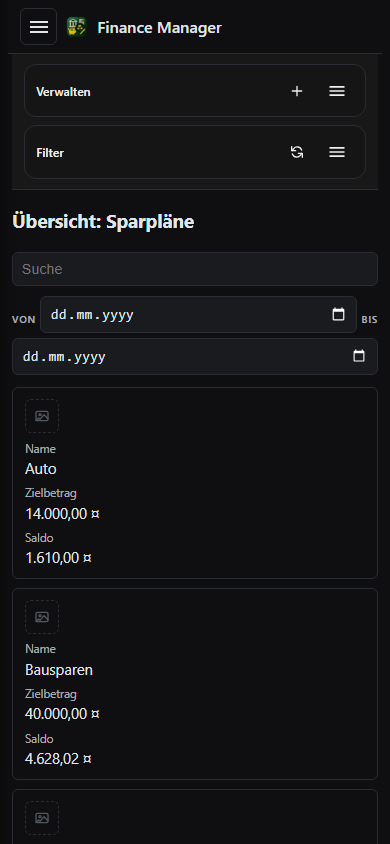 Finance Manager
Verwalten
Filter
Übersicht: Sparpläne
Suche
VON dd.mm.yyyy BIS
dd.mm.yyyy
Name
Auto
Zielbetrag
14.000,00 ¤
Saldo
1.610,00 ¤
Name
Bausparen
Zielbetrag
40.000,00 ¤
Saldo
4.628,02 ¤